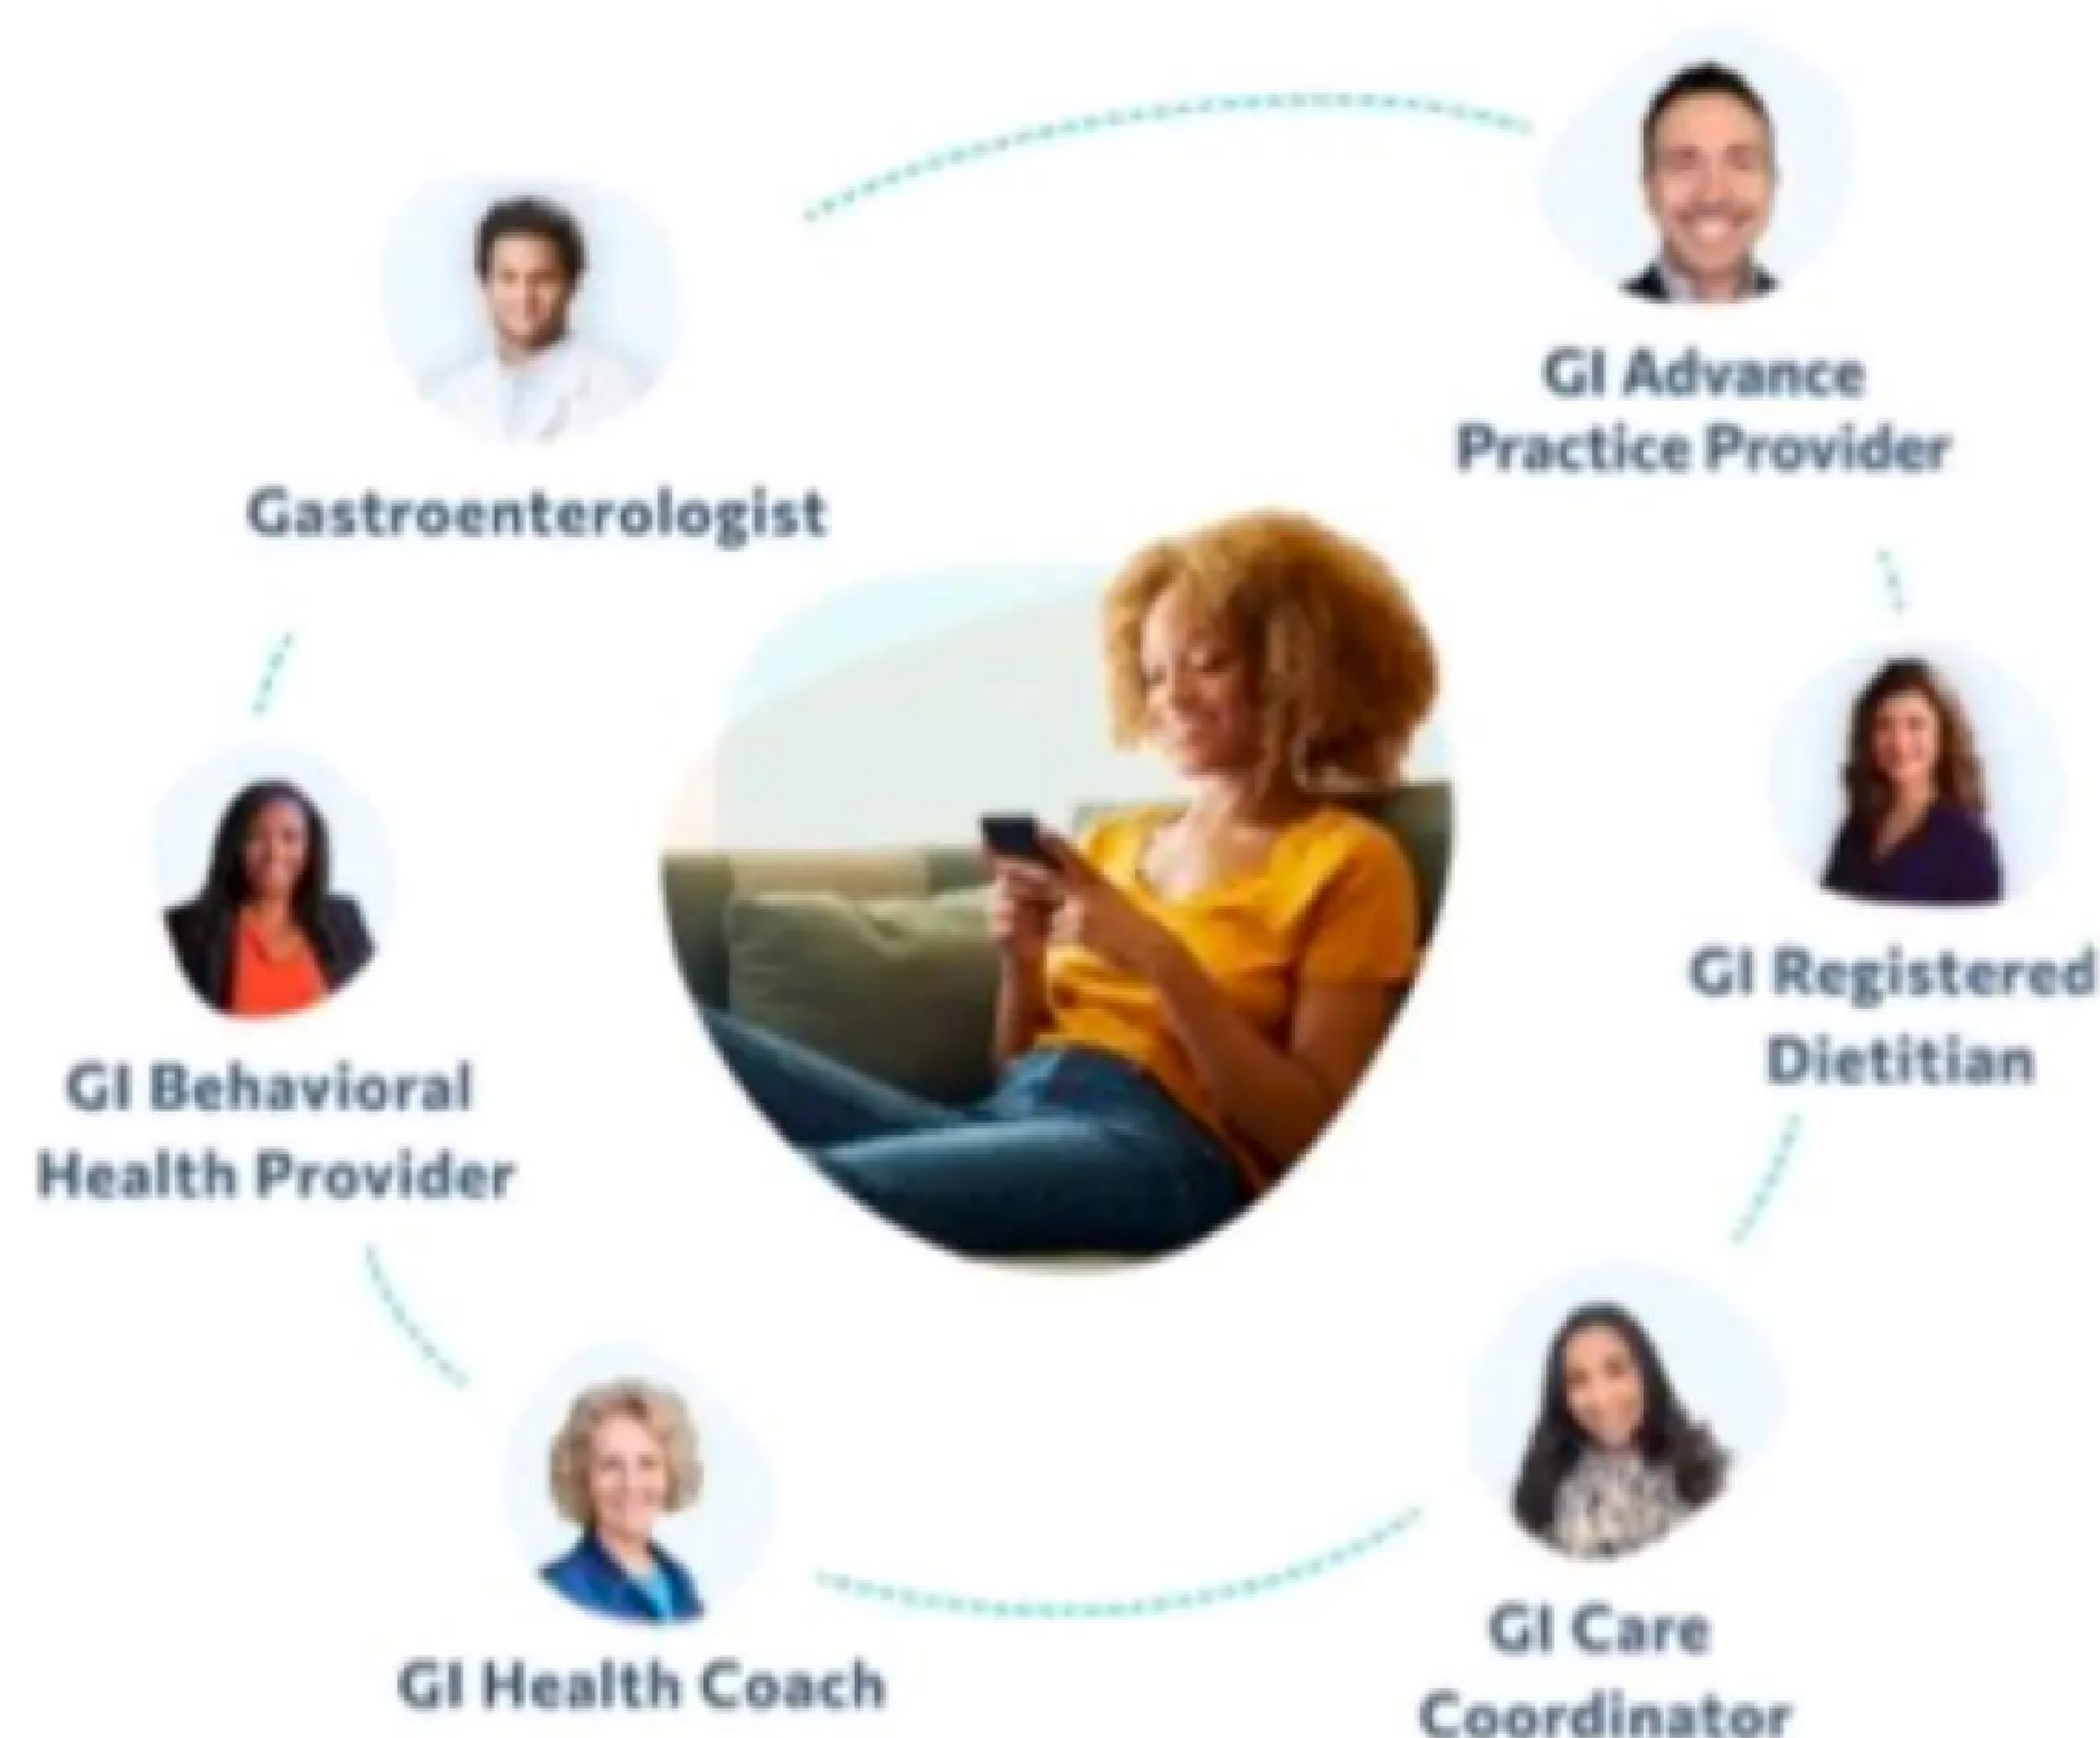 Gastroenterologist
GI Advance
Practice Provider
GI Registered
Dietitian
GI Care
Coordinator
GI Health Coach
GI Behavioral
Health Provider